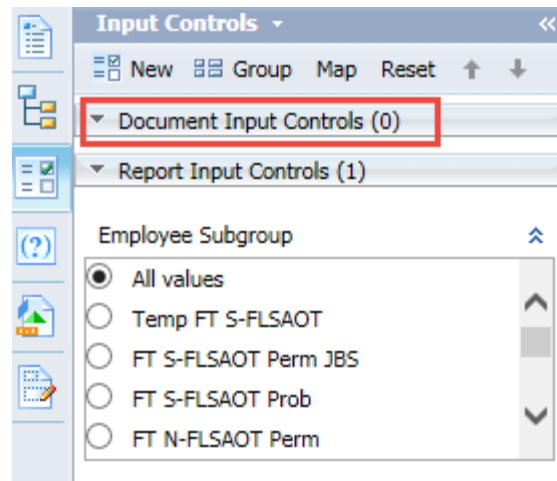 Input Controls
New Group Map Reset
Document Input Controls (0)
Report Input Controls (1)
(?)
Employee Subgroup
All values
Temp FT S-FLSAOT
FT S-FLSAOT Perm JBS
FT S-FLSAOT Prob
FT N-FLSAOT Perm